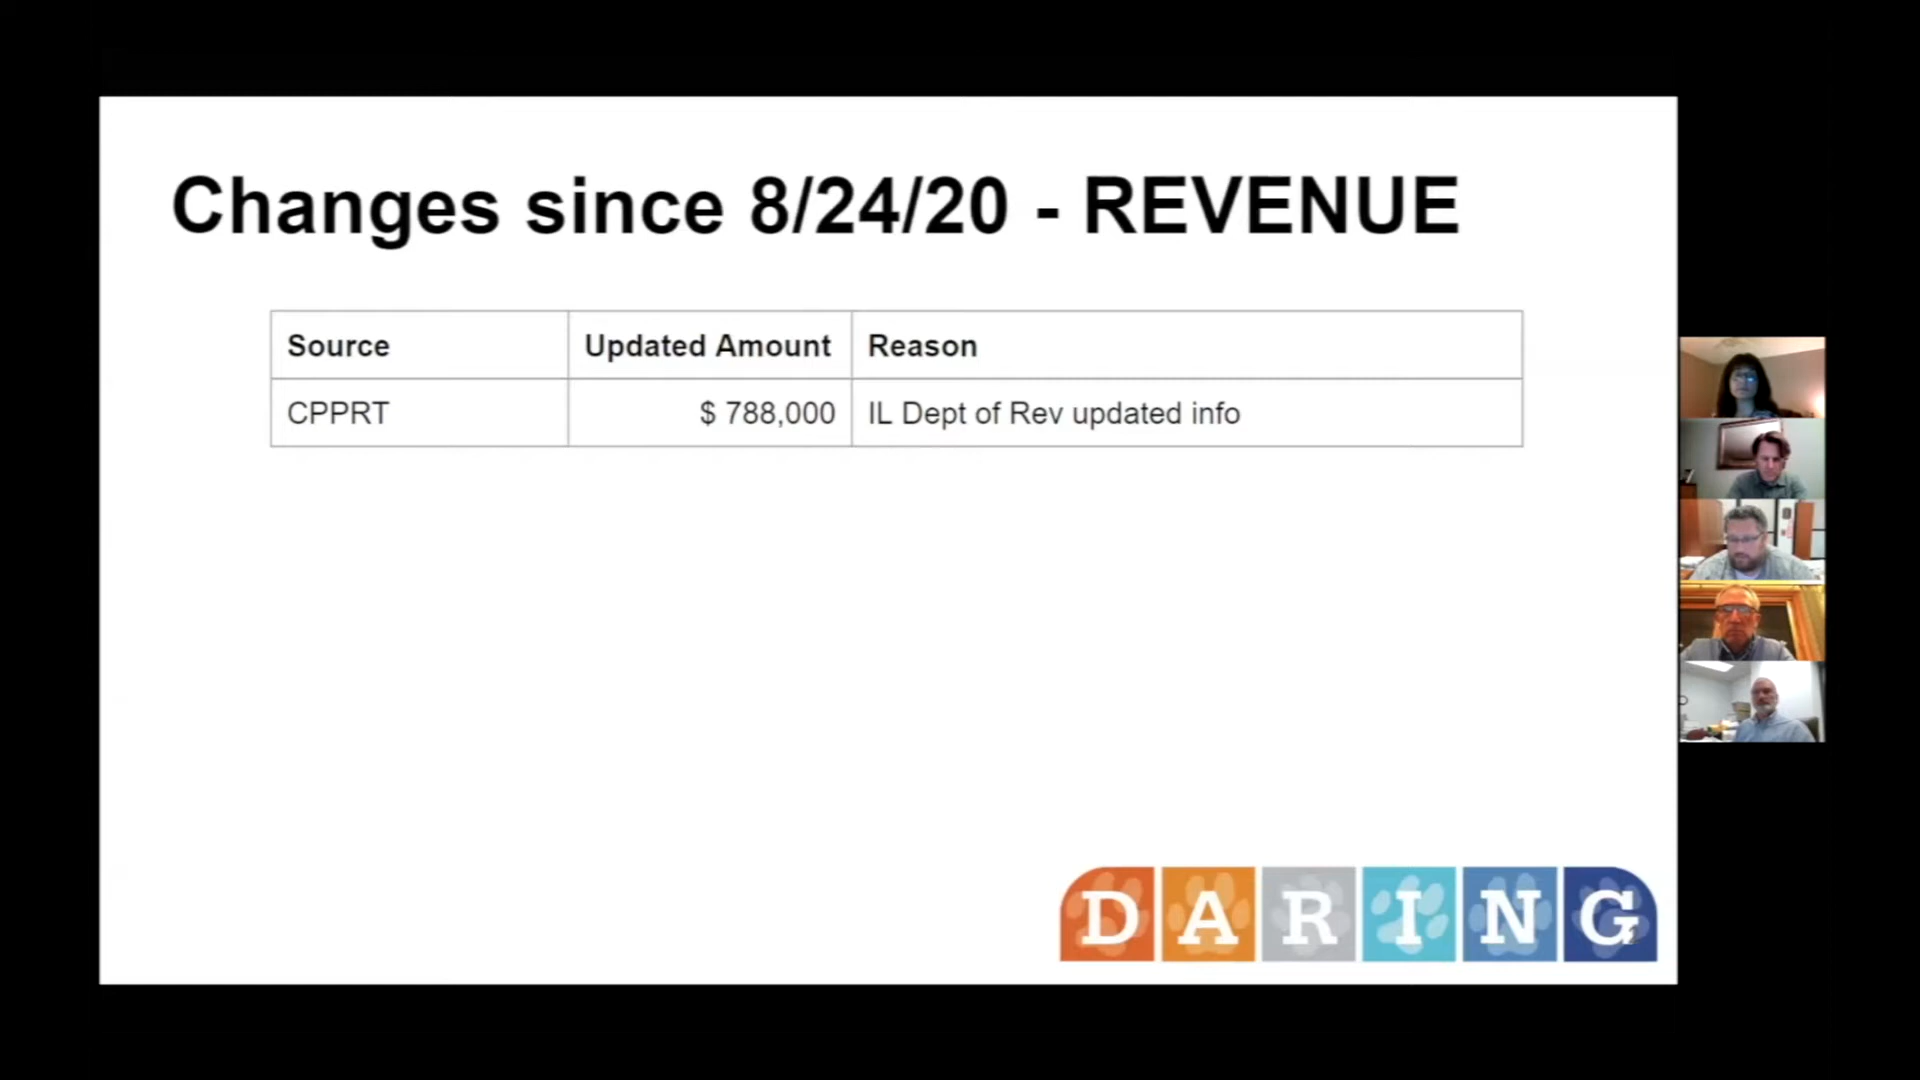 Changes since 8/24/20 - REVENUE
Source Updated Amount Reason
CPPRT $ 788,000 IL Dept of Rev updated info
DARING